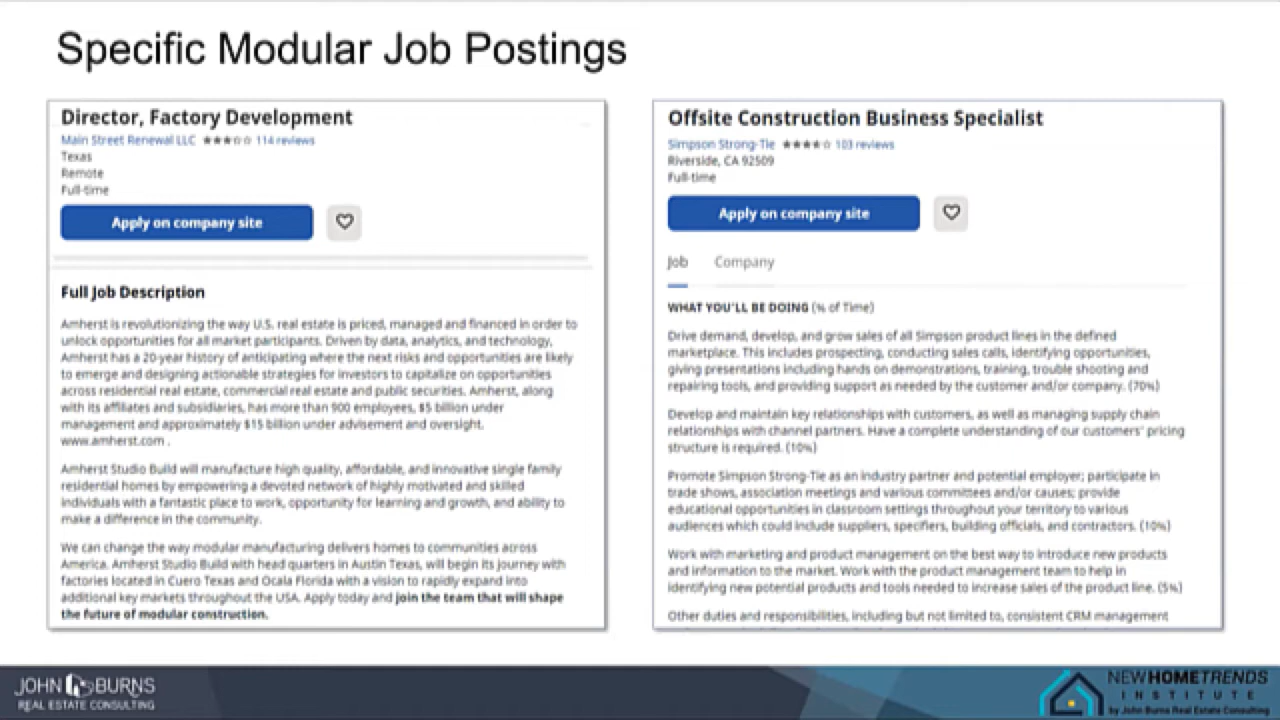 Specific Modular Job Postings
Director, Factory Development
Main Street Renewal LLC ★★★☆☆ 114 reviews
Texas
Remote
Full-time
Apply on company site
Full Job Description
Amherst is revolutionizing the way U.S. real estate is priced, managed and financed in order to
unlock opportunities for all market participants. Driven by data, analytics, and technology,
Amherst has a 20-year history of anticipating where the next risks and opportunities are likely
to emerge and designing actionable strategies for investors to capitalize on opportunities
across residential real estate, commercial real estate and public securities. Amherst, along
with its affiliates and subsidiaries, has more than 900 employees, $5 billion under
management and approximately $15 billion under advisement and oversight.
www.amherst.com .
Amherst Studio Build will manufacture high quality, affordable, and innovative single family
residential homes by empowering a devoted network of highly motivated and skilled
individuals with a fantastic place to work, opportunity for learning and growth, and ability to
make a difference in the community.
We can change the way modular manufacturing delivers homes to communities across
America. Amherst Studio Build with head quarters in Austin Texas, will begin its journey with
factories located in Cuero Texas and Ocala Florida with a vision to rapidly expand into
additional key markets throughout the USA. Apply today and join the team that will shape
the future of modular construction.
Offsite Construction Business Specialist
Simpson Strong-Tie ★★★★☆ 103 reviews
Riverside, CA 92509
Full-time
Apply on company site
Job Company
WHAT YOU'LL BE DOING (% of Time)
Drive demand, develop, and grow sales of all Simpson product lines in the defined
marketplace. This includes prospecting, conducting sales calls, identifying opportunities,
giving presentations including hands on demonstrations, training, trouble shooting and
repairing tools, and providing support as needed by the customer and/or company. (70%)
Develop and maintain key relationships with customers, as well as managing supply chain
relationships with channel partners. Have a complete understanding of our customers' pricing
structure is required. (10%)
Promote Simpson Strong-Tie as an industry partner and potential employer; participate in
trade shows, association meetings and various committees and/or causes; provide
educational opportunities in classroom settings throughout your territory to various
audiences which could include suppliers, specifiers, building officials, and contractors. (10%)
Work with marketing and product management on the best way to introduce new products
and information to the market. Work with the product management team to help in
identifying new potential products and tools needed to increase sales of the product line. (5%)
Other duties and responsibilities, including but not limited to, consistent CRM management
JOHN BURNS
REAL ESTATE CONSULTING
NEWHOMETRENDS
INSTITUTE
by John Burns Real Estate Consulting